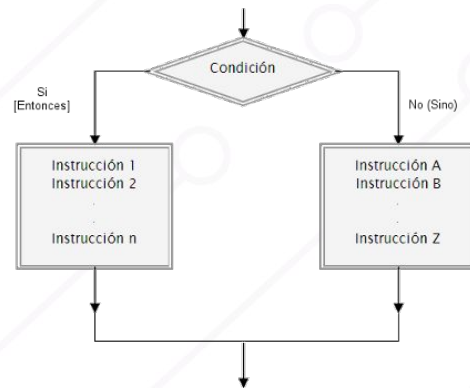 Condición
Si
[Entonces]
No (Sino)
Instrucción 1
Instrucción 2
.
.
Instrucción n
Instrucción A
Instrucción B
.
.
Instrucción Z